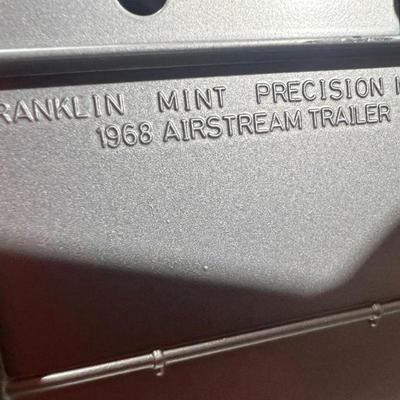 RANKLIN MINT PRECISION
1968 AIRSTREAM TRAILER